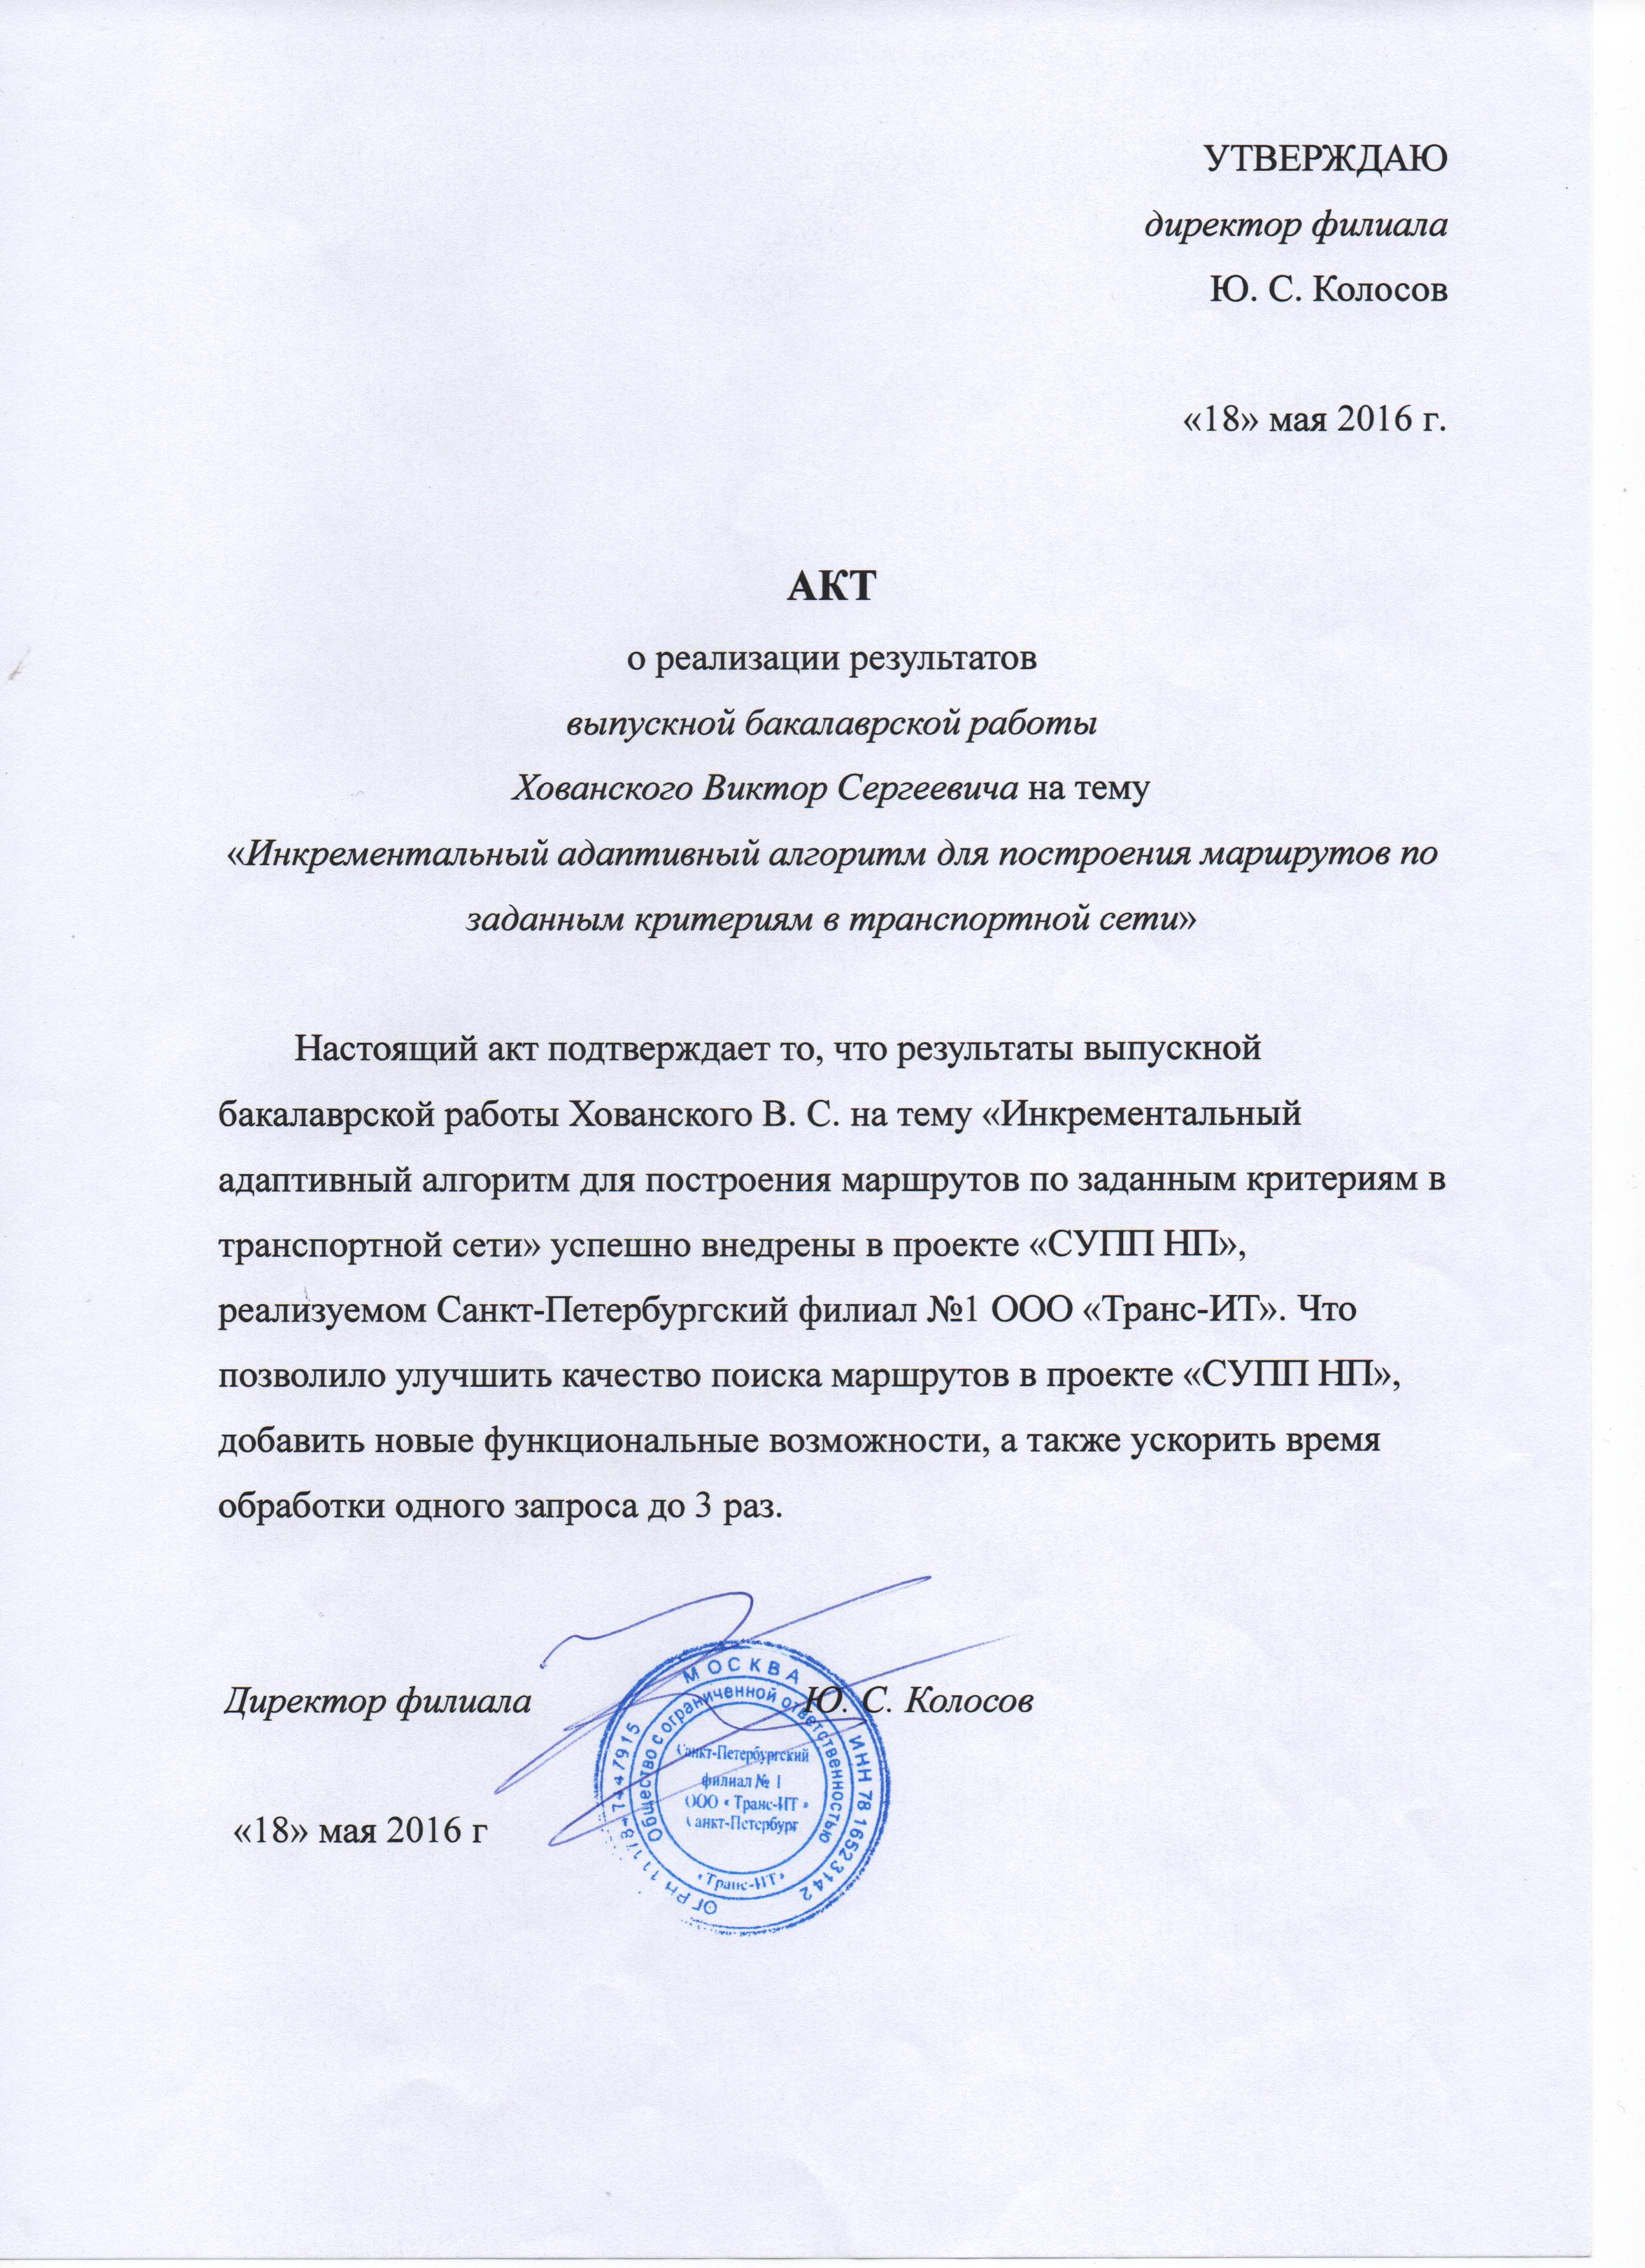 УТВЕРЖДАЮ
директор филиала
Ю. С. Колосов
«18» мая 2016 г.
АКТ
о реализации результатов
выпускной бакалаврской работы
Хованского Виктор Сергеевича на тему
«Инкрементальный адаптивный алгоритм для построения маршрутов по
заданным критериям в транспортной сети»
Настоящий акт подтверждает то, что результаты выпускной
бакалаврской работы Хованского В. С. на тему «Инкрементальный
адаптивный алгоритм для построения маршрутов по заданным критериям в
транспортной сети» успешно внедрены в проекте «СУПП НП»,
реализуемом Санкт-Петербургский филиал №1 ООО «Транс-ИТ». Что
позволило улучшить качество поиска маршрутов в проекте «СУПП НП»,
добавить новые функциональные возможности, а также ускорить время
обработки одного запроса до 3 раз.
Директор филиала Ю. С. Колосов
«18» мая 2016 г
МОСКВА
ИНН 7816523142
ОГРН
Общество с ограниченной ответственностью
«Транс-ИТ»
Санкт-Петербургский
филиал № 1
ООО « Транс-ИТ »
Санкт-Петербург